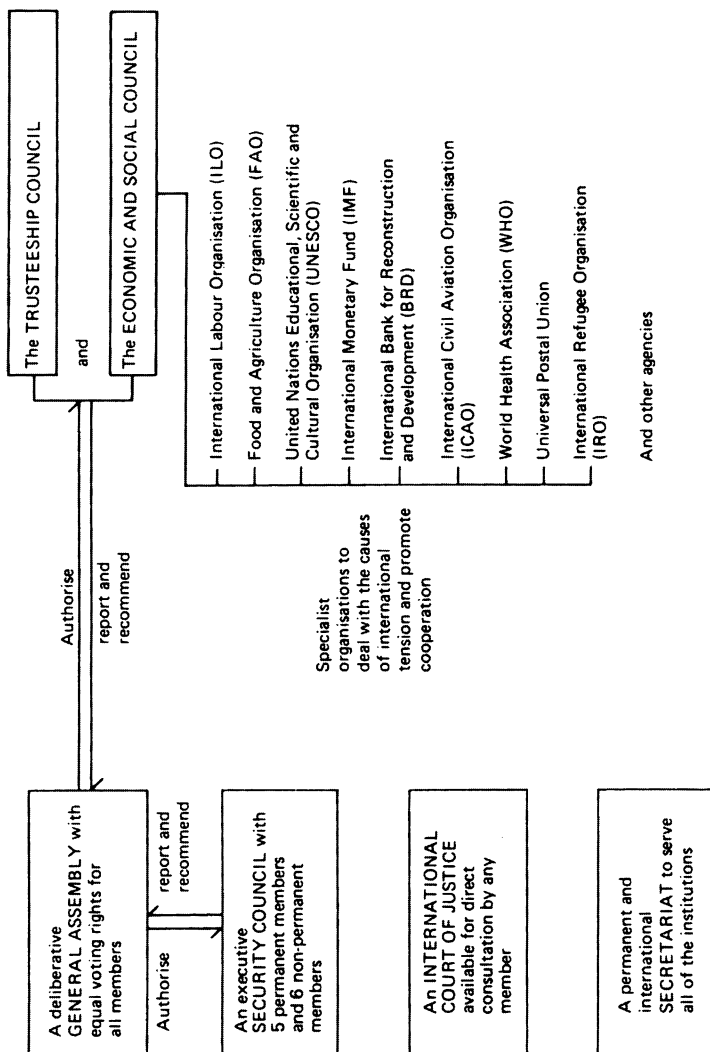 A deliberative
GENERAL ASSEMBLY with
equal voting rights for
all members
Authorise
report and
recommend
The TRUSTEESHIP COUNCIL
and
The ECONOMIC AND SOCIAL COUNCIL
Authorise
report and
recommend
An executive
SECURITY COUNCIL with
5 permanent members
and 6 non-permanent
members
An INTERNATIONAL
COURT OF JUSTICE
available for direct
consultation by any
member
A permanent and
international
SECRETARIAT to serve
all of the institutions
Specialist
organisations to
deal with the causes
of international
tension and promote
cooperation
International Labour Organisation (ILO)
Food and Agriculture Organisation (FAO)
United Nations Educational, Scientific and
Cultural Organisation (UNESCO)
International Monetary Fund (IMF)
International Bank for Reconstruction
and Development (BRD)
International Civil Aviation Organisation
(ICAO)
World Health Association (WHO)
Universal Postal Union
International Refugee Organisation
(IRO)
And other agencies